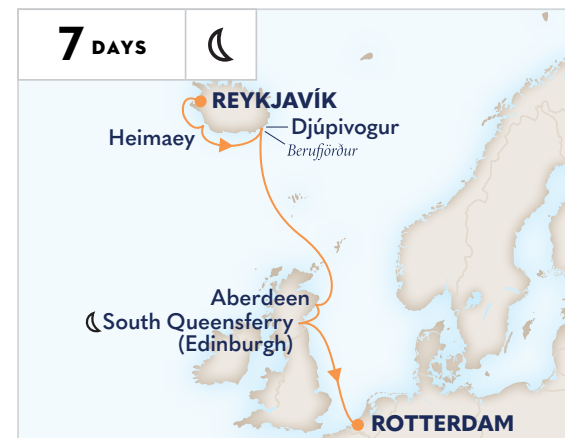 7 DAYS
REYKJAVÍK
Heimaey
Djúpivogur
Berufjörður
Aberdeen
South Queensferry
(Edinburgh)
ROTTERDAM